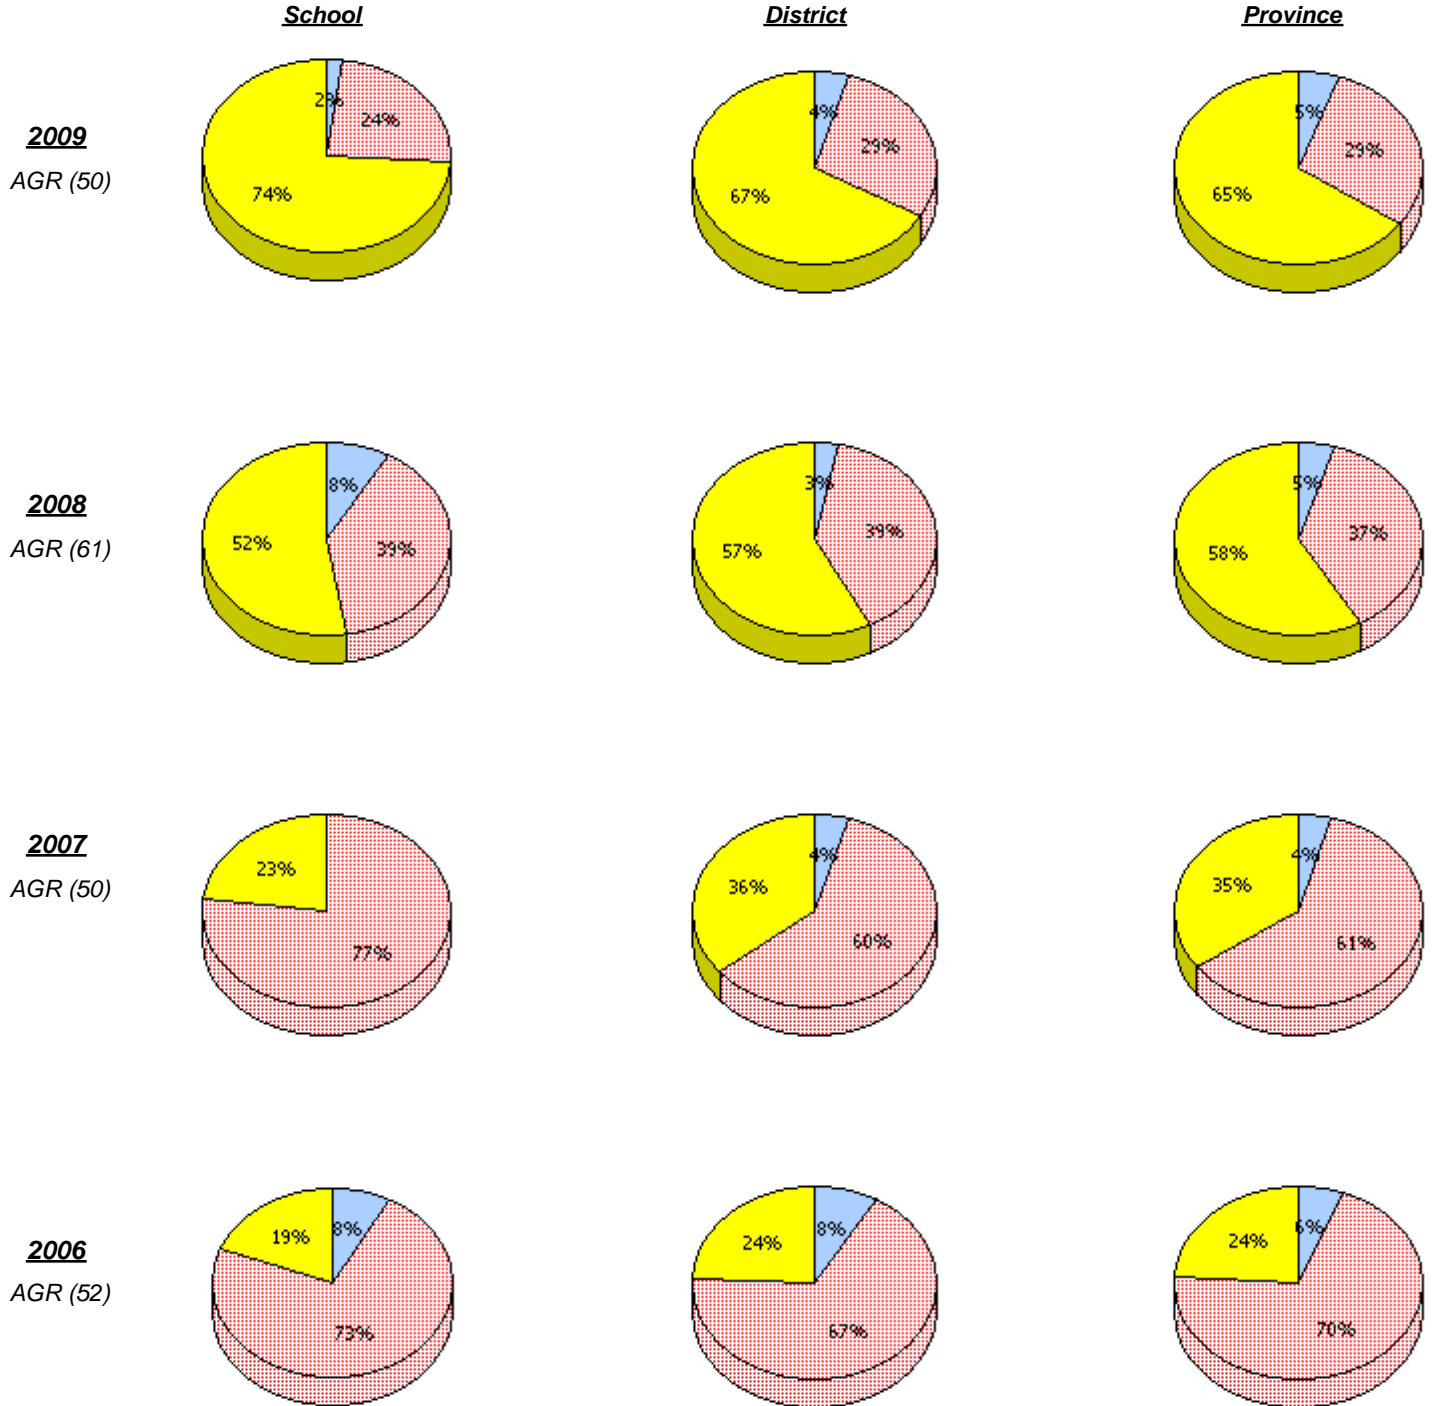 School District Province
2% 24% 74%
4% 29% 67%
5% 29% 65%
2009
AGR (50)
8% 39% 52%
3% 39% 57%
5% 37% 58%
2008
AGR (61)
23% 77%
4% 36% 60%
4% 35% 61%
2007
AGR (50)
8% 19% 73%
8% 24% 67%
6% 24% 70%
2006
AGR (52)